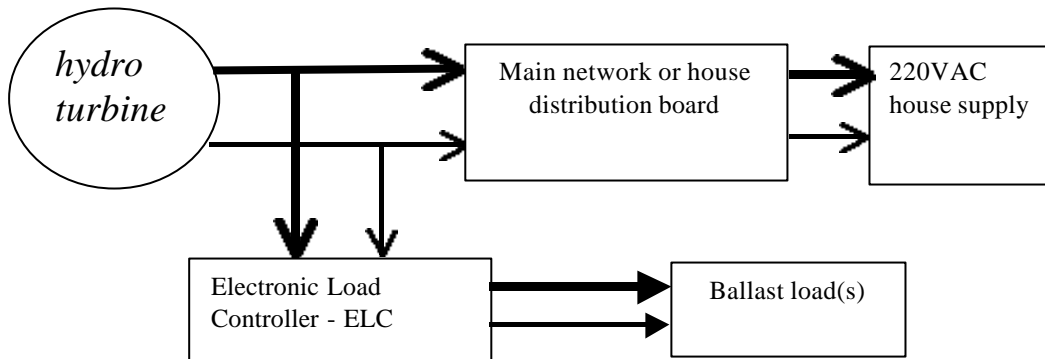 hydro
turbine
Main network or house
distribution board
220VAC
house supply
Electronic Load
Controller - ELC
Ballast load(s)